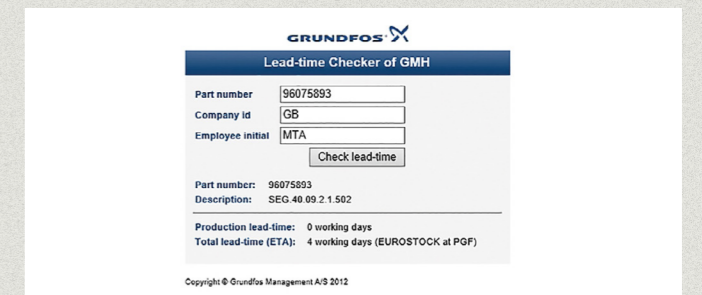 GRUNDFOS
Lead-time Checker of GMH
Part number 96075893
Company Id GB
Employee initial MTA
Check lead-time
Part number: 96075893
Description: SEG.40.09.2.1.502
Production lead-time: 0 working days
Total lead-time (ETA): 4 working days (EUROSTOCK at PGF)
Copyright © Grundfos Management A/S 2012